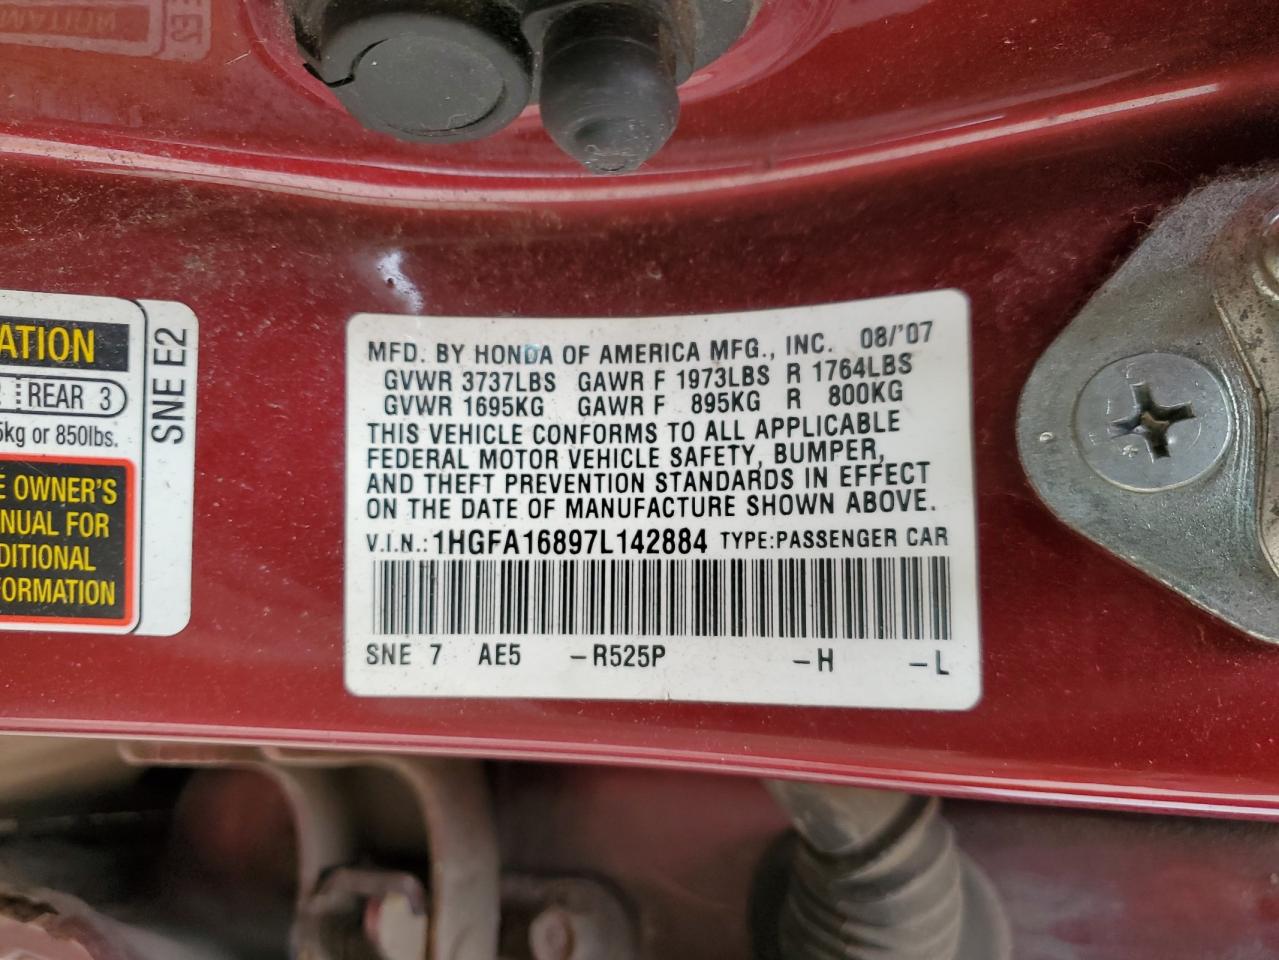 ATION
REAR 3
5kg or 850lbs.
E OWNER'S
NUAL FOR
DITIONAL
FORMATION
SNE E2
MFD. BY HONDA OF AMERICA MFG., INC. 08/'07
GVWR 3737LBS GAWR F 1973LBS R 1764LBS
GVWR 1695KG GAWR F 895KG R 800KG
THIS VEHICLE CONFORMS TO ALL APPLICABLE
FEDERAL MOTOR VEHICLE SAFETY, BUMPER,
AND THEFT PREVENTION STANDARDS IN EFFECT
ON THE DATE OF MANUFACTURE SHOWN ABOVE.
V.I.N.: 1HGFA16897L142884 TYPE:PASSENGER CAR
SNE 7 AE5 -R525P -H -L